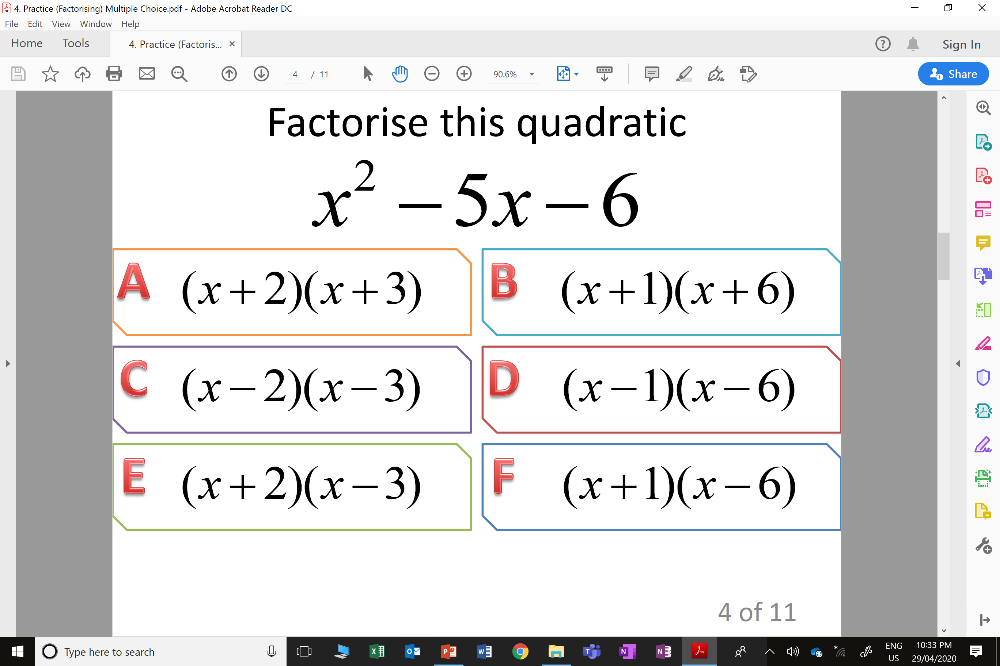 4. Practice (Factorising) Multiple Choice.pdf - Adobe Acrobat Reader DC
File Edit View Window Help
Home Tools 4. Practice (Factoris... × Sign In
4 / 11 90.6% Share
Factorise this quadratic
x² − 5x − 6
A (x + 2)(x + 3)
B (x + 1)(x + 6)
C (x − 2)(x − 3)
D (x − 1)(x − 6)
E (x + 2)(x − 3)
F (x + 1)(x − 6)
4 of 11
Type here to search
ENG
US
10:33 PM
29/04/2020